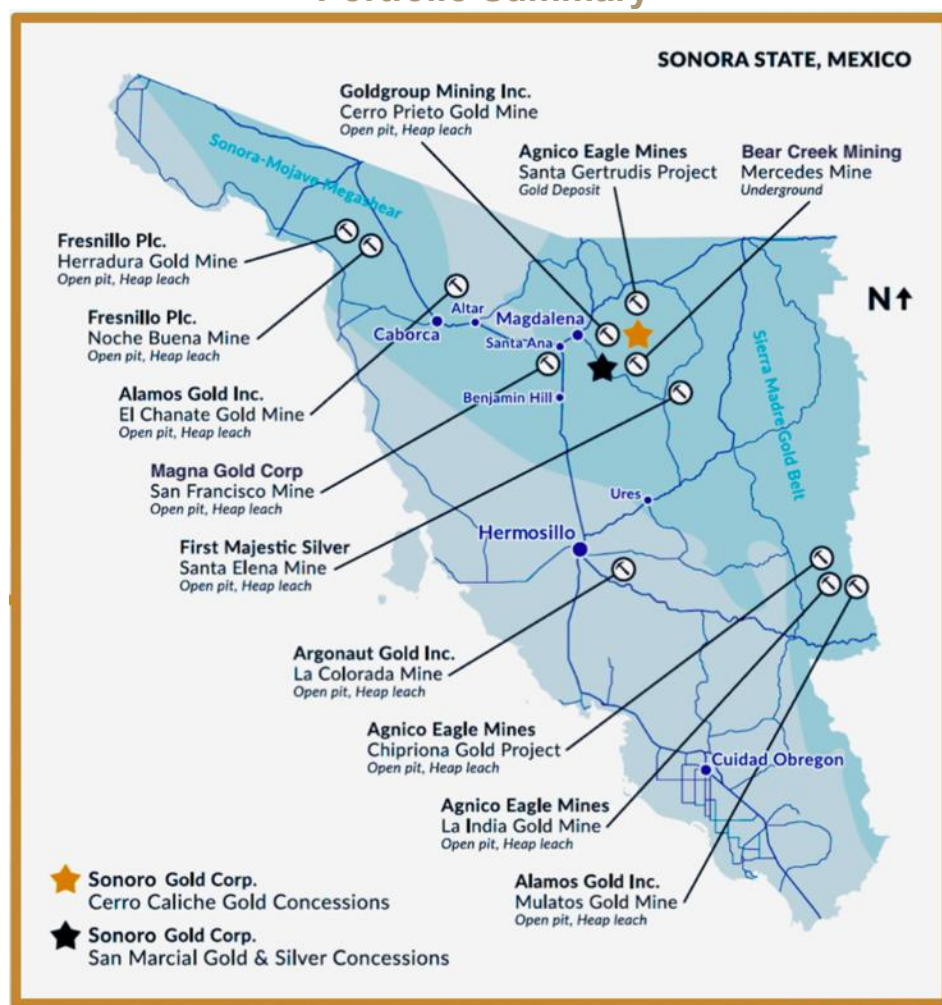 Portfolio Summary
SONORA STATE, MEXICO
Goldgroup Mining Inc.
Cerro Prieto Gold Mine
Open pit, Heap leach
Agnico Eagle Mines
Santa Gertrudis Project
Gold Deposit
Bear Creek Mining
Mercedes Mine
Underground
Sonora-Mojave Megashear
Fresnillo Plc.
Herradura Gold Mine
Open pit, Heap leach
N
Fresnillo Plc.
Noche Buena Mine
Open pit, Heap leach
Altar
Caborca
Magdalena
Santa Ana
Benjamin Hill
Sierra Madre Gold Belt
Alamos Gold Inc.
El Chanate Gold Mine
Open pit, Heap leach
Magna Gold Corp
San Francisco Mine
Open pit, Heap leach
Ures
Hermosillo
First Majestic Silver
Santa Elena Mine
Open pit, Heap leach
Argonaut Gold Inc.
La Colorada Mine
Open pit, Heap leach
Agnico Eagle Mines
Chipriona Gold Project
Open pit, Heap leach
Cuidad Obregon
Agnico Eagle Mines
La India Gold Mine
Open pit, Heap leach
Alamos Gold Inc.
Mulatos Gold Mine
Open pit, Heap leach
Sonoro Gold Corp.
Cerro Caliche Gold Concessions
Sonoro Gold Corp.
San Marcial Gold & Silver Concessions